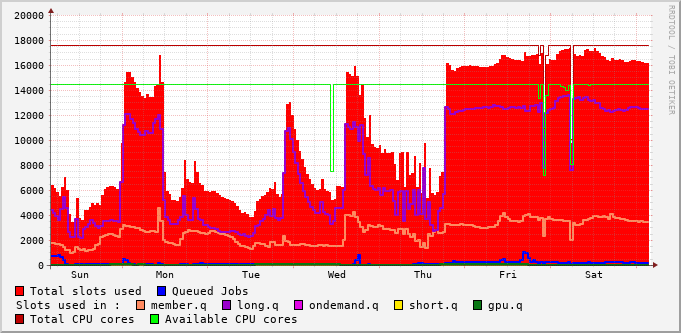 20000
18000
16000
14000
12000
10000
8000
6000
4000
2000
0
Sun Mon Tue Wed Thu Fri Sat
RRDTOOL / TOBI OETIKER
Total slots used Queued Jobs
Slots used in : member.q long.q ondemand.q short.q gpu.q
Total CPU cores Available CPU cores